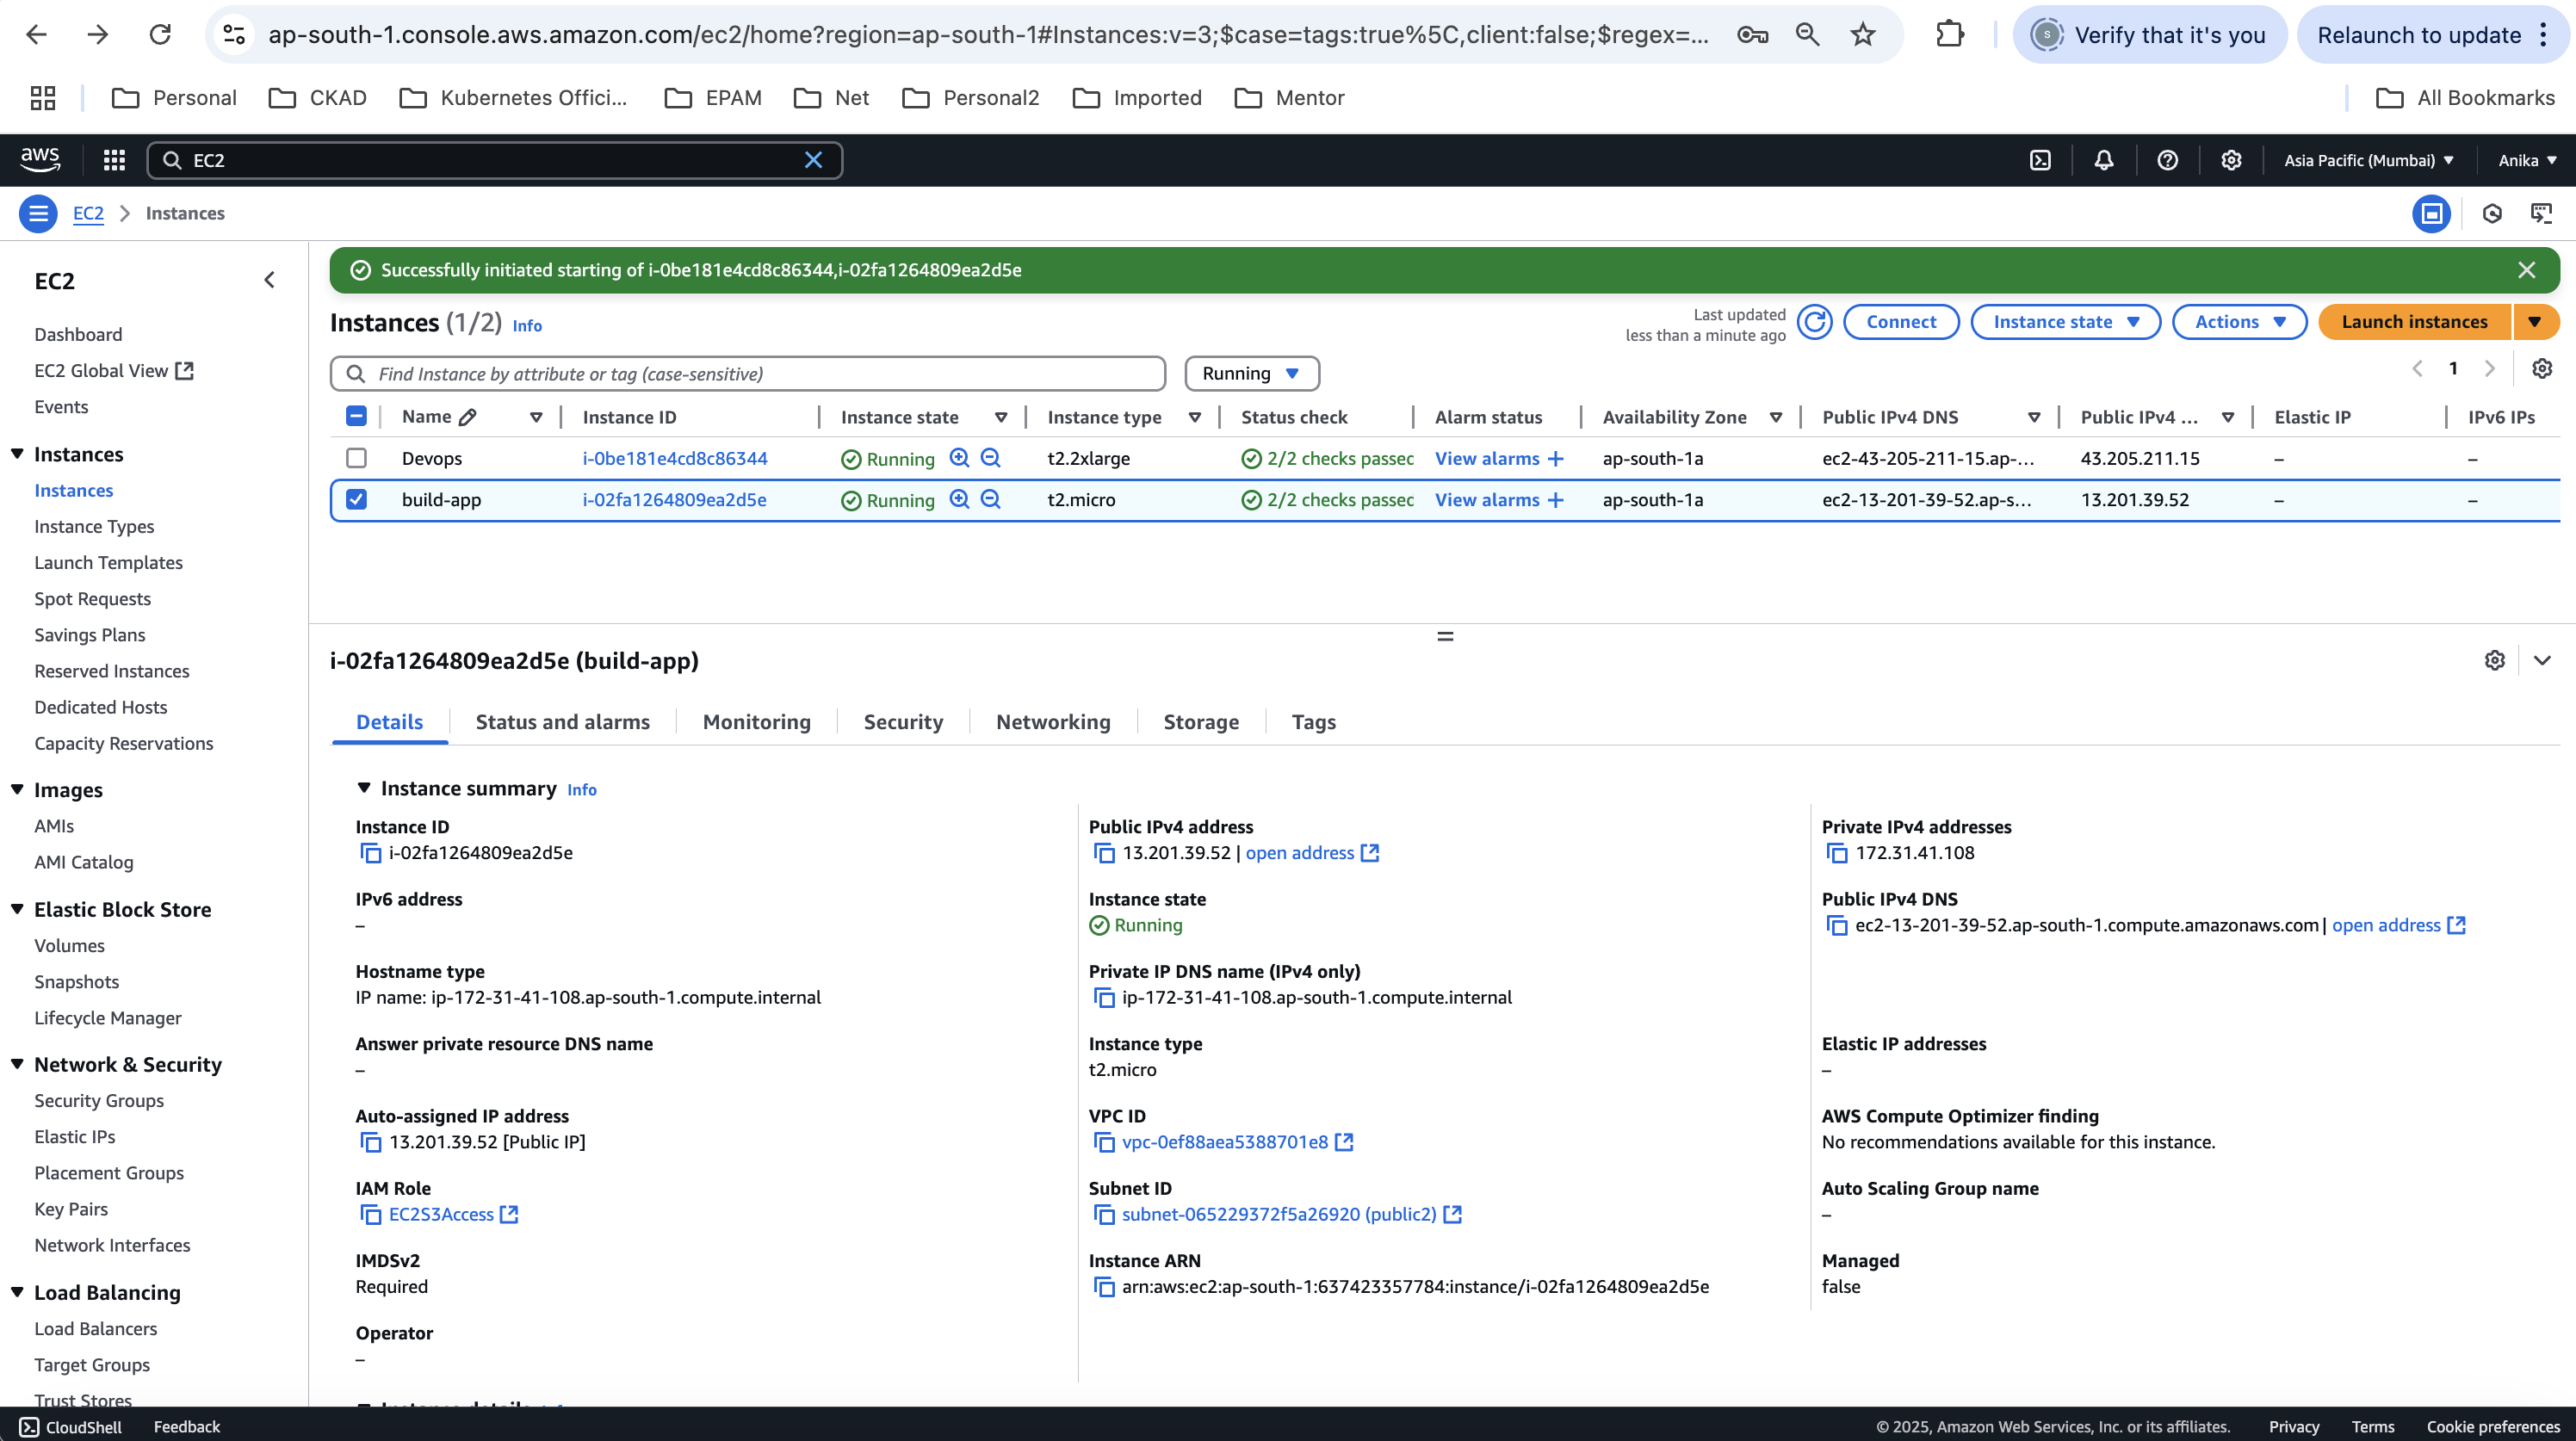 ap-south-1.console.aws.amazon.com/ec2/home?region=ap-south-1#Instances:v=3;$case=tags:true%5C,client:false;$regex=... Verify that it's you Relaunch to update
Personal CKAD Kubernetes Offici... EPAM Net Personal2 Imported Mentor All Bookmarks
aws EC2 Asia Pacific (Mumbai) Anika
EC2 Instances
Successfully initiated starting of i-0be181e4cd8c86344,i-02fa1264809ea2d5e
EC2
Dashboard
EC2 Global View
Events
Instances
Instances
Instance Types
Launch Templates
Spot Requests
Savings Plans
Reserved Instances
Dedicated Hosts
Capacity Reservations
Images
AMIs
AMI Catalog
Elastic Block Store
Volumes
Snapshots
Lifecycle Manager
Network & Security
Security Groups
Elastic IPs
Placement Groups
Key Pairs
Network Interfaces
Load Balancing
Load Balancers
Target Groups
Trust Stores
Instances (1/2) Info
Last updated
less than a minute ago
Connect Instance state Actions Launch instances
Find Instance by attribute or tag (case-sensitive) Running 1
Name Instance ID Instance state Instance type Status check Alarm status Availability Zone Public IPv4 DNS Public IPv4 ... Elastic IP IPv6 IPs
Devops i-0be181e4cd8c86344 Running t2.2xlarge 2/2 checks passec View alarms + ap-south-1a ec2-43-205-211-15.ap-... 43.205.211.15 – –
build-app i-02fa1264809ea2d5e Running t2.micro 2/2 checks passec View alarms + ap-south-1a ec2-13-201-39-52.ap-s... 13.201.39.52 – –
i-02fa1264809ea2d5e (build-app)
Details Status and alarms Monitoring Security Networking Storage Tags
Instance summary Info
Instance ID
i-02fa1264809ea2d5e
IPv6 address
–
Hostname type
IP name: ip-172-31-41-108.ap-south-1.compute.internal
Answer private resource DNS name
–
Auto-assigned IP address
13.201.39.52 [Public IP]
IAM Role
EC2S3Access
IMDSv2
Required
Operator
–
Public IPv4 address
13.201.39.52 | open address
Instance state
Running
Private IP DNS name (IPv4 only)
ip-172-31-41-108.ap-south-1.compute.internal
Instance type
t2.micro
VPC ID
vpc-0ef88aea5388701e8
Subnet ID
subnet-065229372f5a26920 (public2)
Instance ARN
arn:aws:ec2:ap-south-1:637423357784:instance/i-02fa1264809ea2d5e
Private IPv4 addresses
172.31.41.108
Public IPv4 DNS
ec2-13-201-39-52.ap-south-1.compute.amazonaws.com | open address
Elastic IP addresses
–
AWS Compute Optimizer finding
No recommendations available for this instance.
Auto Scaling Group name
–
Managed
false
CloudShell Feedback © 2025, Amazon Web Services, Inc. or its affiliates. Privacy Terms Cookie preferences